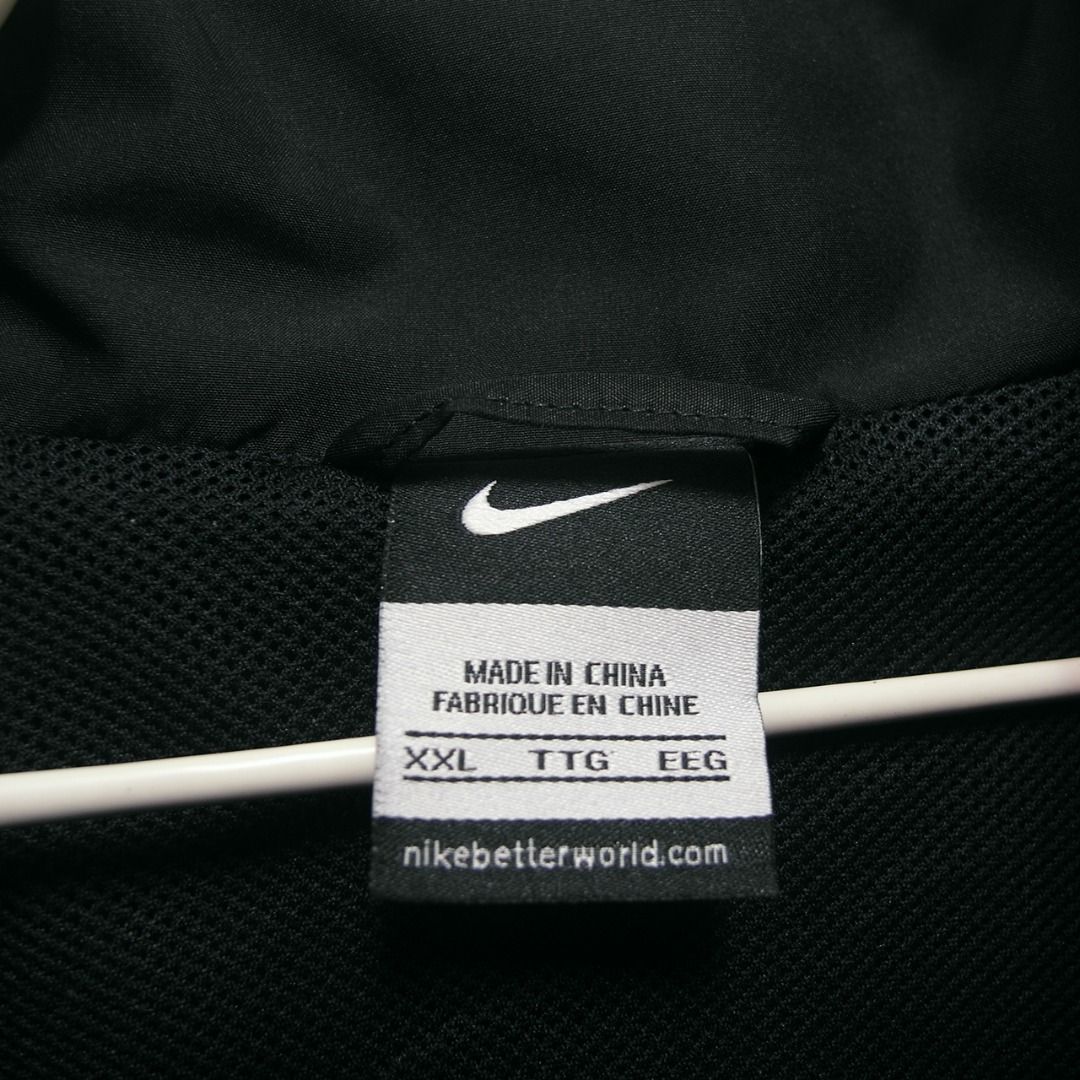 MADE IN CHINA
FABRIQUE EN CHINE
XXL TTG EEG
nikebetterworld.com